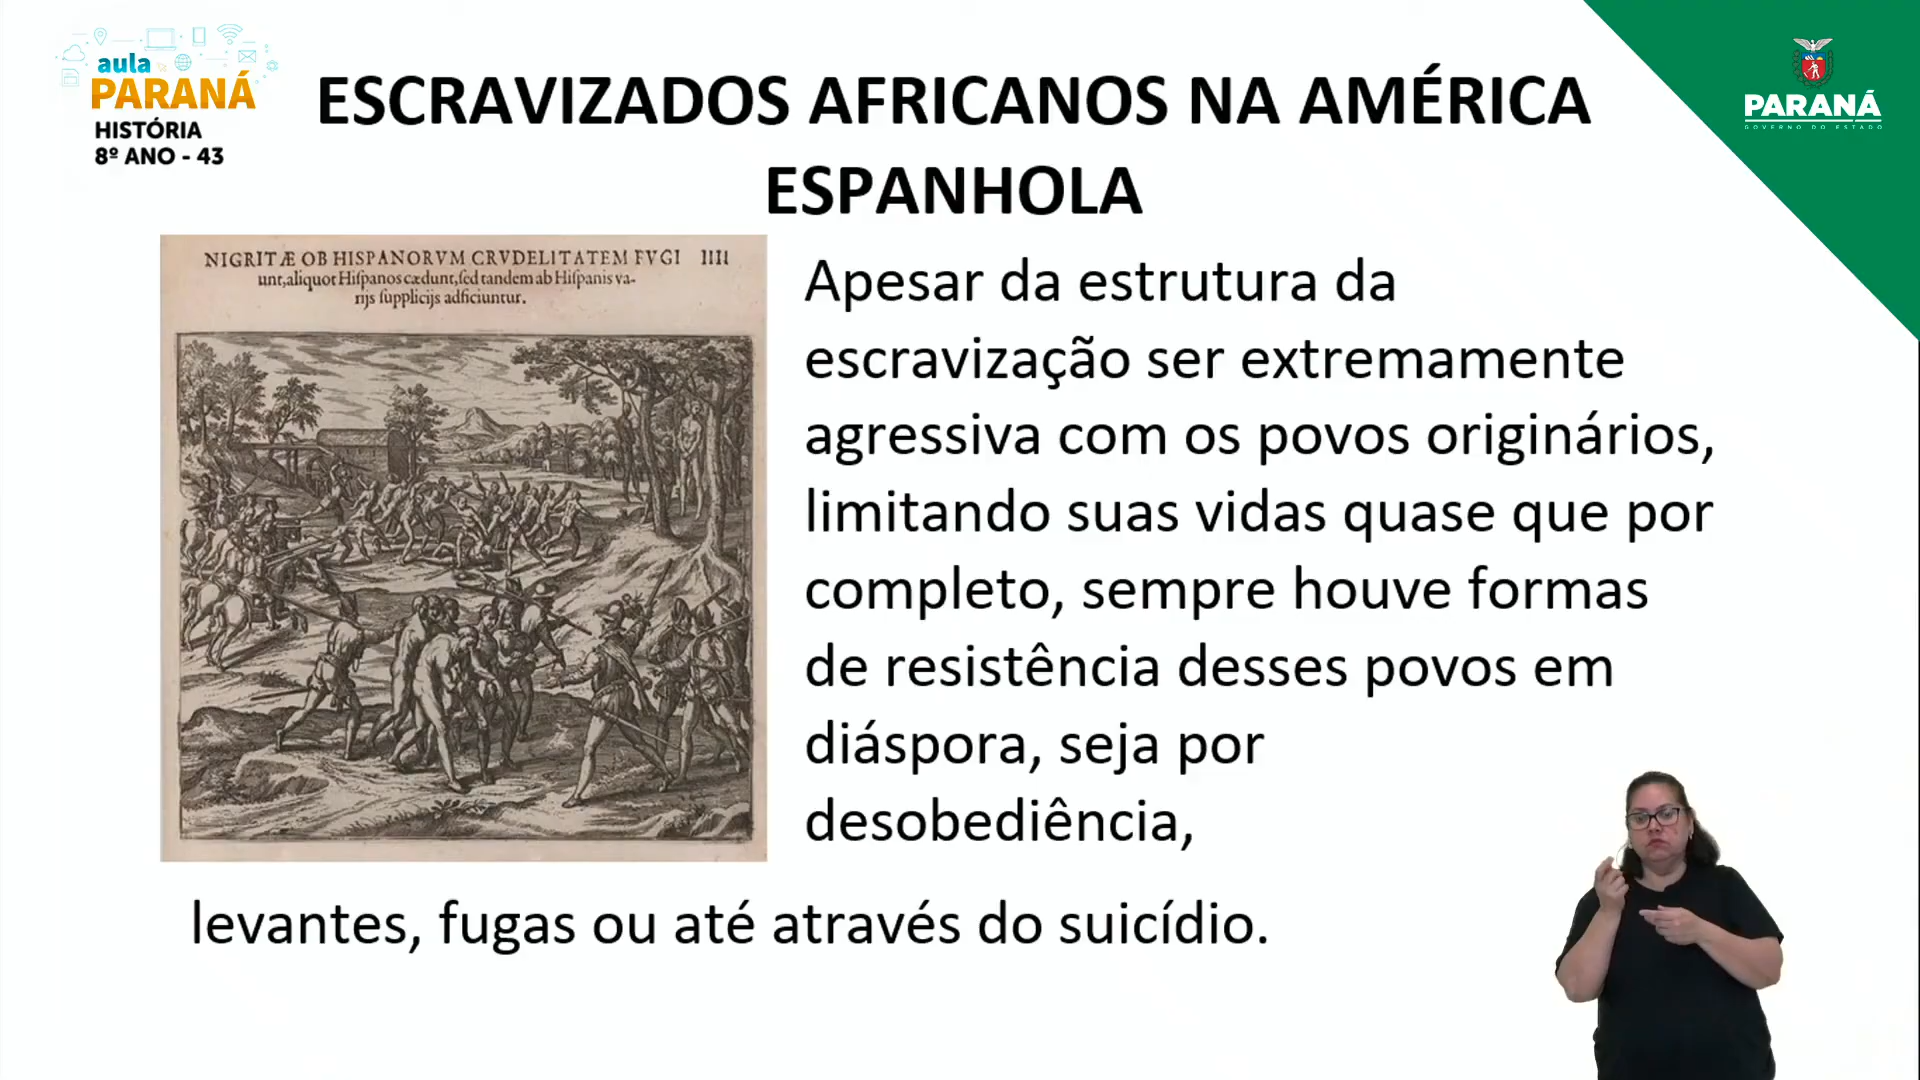 aula
PARANÁ
HISTÓRIA
8º ANO - 43
ESCRAVIZADOS AFRICANOS NA AMÉRICA
ESPANHOLA
PARANÁ
GOVERNO DO ESTADO
NIGRITÆ OB HISPANORVM CRVDELITATEM FVGI IIII
unt,aliquot Hiſpanos cædunt,ſed tandem ab Hiſpanis va-
rijs ſupplicijs adficiuntur.
Apesar da estrutura da
escravização ser extremamente
agressiva com os povos originários,
limitando suas vidas quase que por
completo, sempre houve formas
de resistência desses povos em
diáspora, seja por
desobediência,
levantes, fugas ou até através do suicídio.